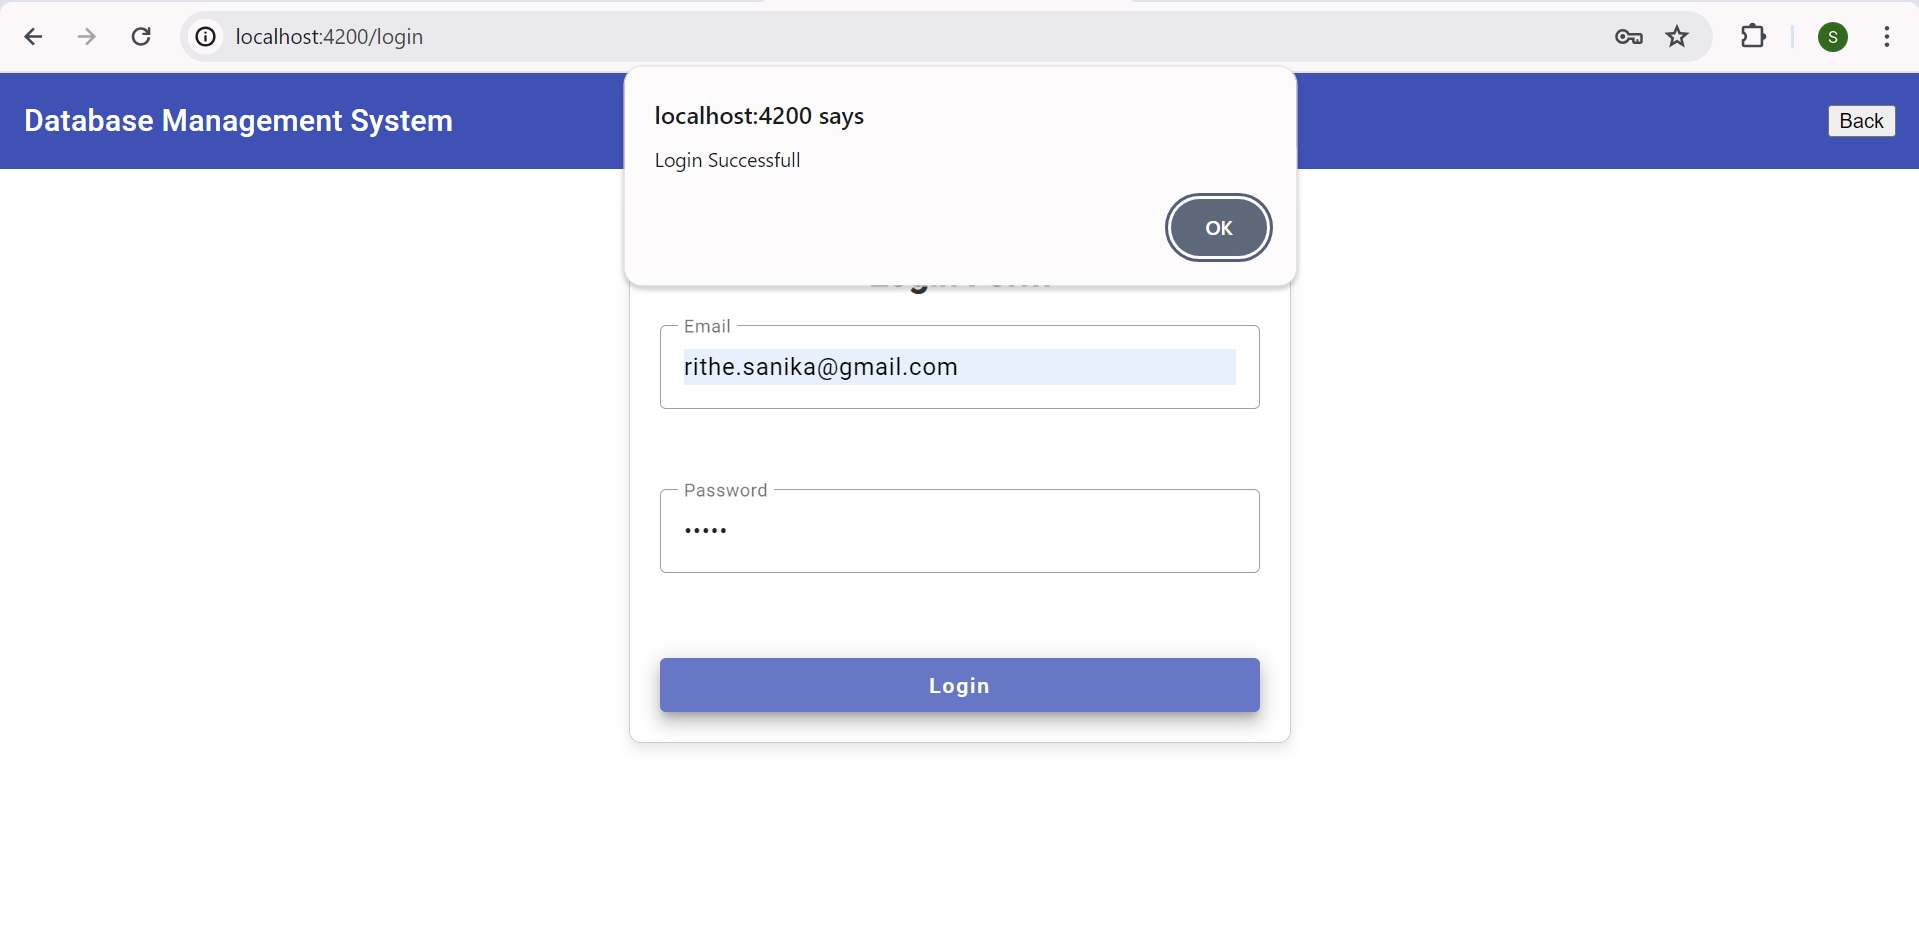 localhost:4200/login
S
Database Management System
Back
localhost:4200 says
Login Successfull
OK
Email
rithe.sanika@gmail.com
Password
•••••
Login